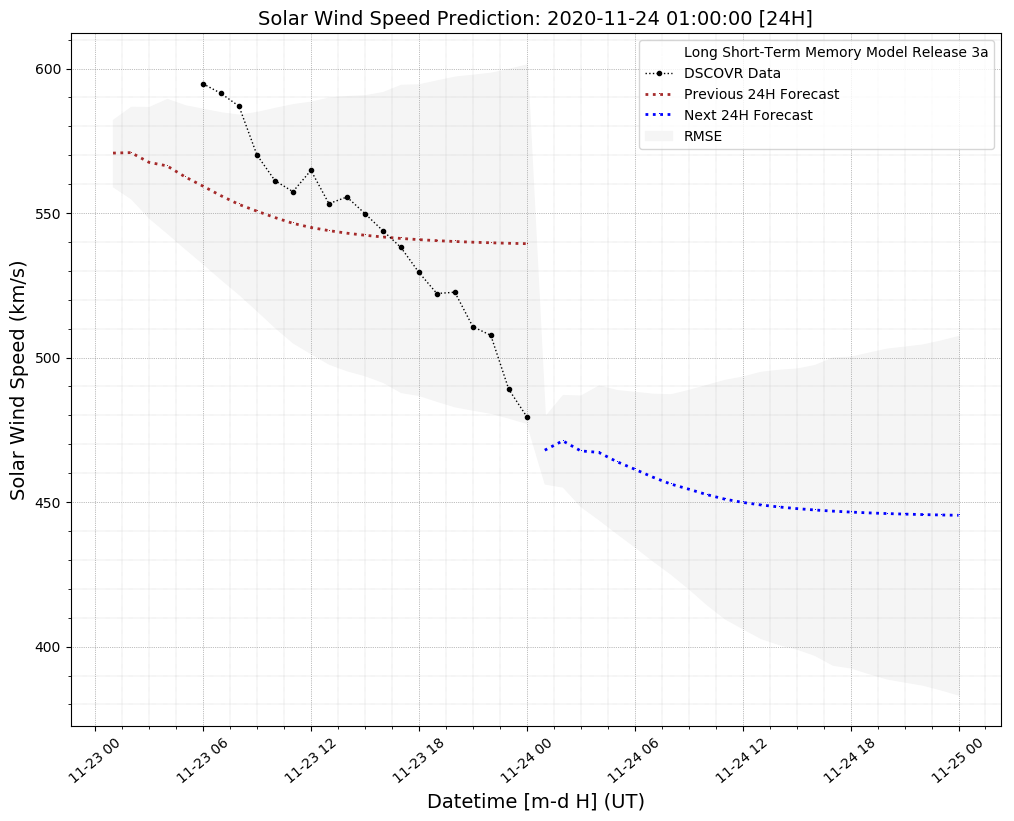 Solar Wind Speed Prediction: 2020-11-24 01:00:00 [24H]
Long Short-Term Memory Model Release 3a
DSCOVR Data
Previous 24H Forecast
Next 24H Forecast
RMSE
Solar Wind Speed (km/s)
600
550
500
450
400
11-23 00
11-23 06
11-23 12
11-23 18
11-24 00
11-24 06
11-24 12
11-24 18
11-25 00
Datetime [m-d H] (UT)